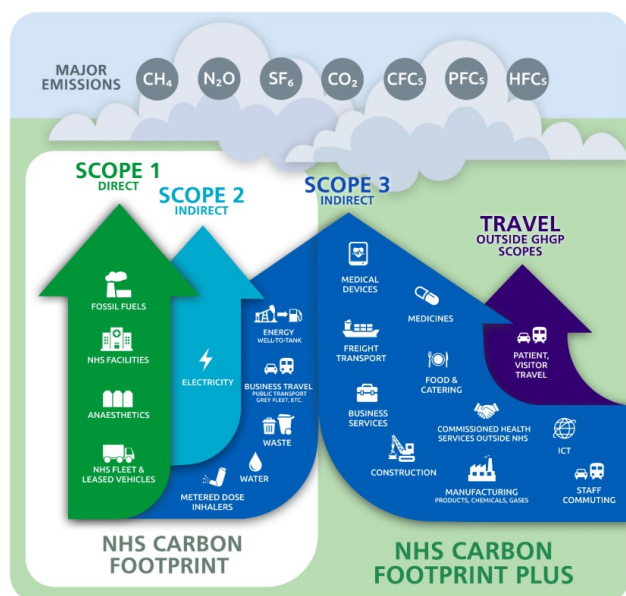 MAJOR
EMISSIONS
CH₄
N₂O
SF₆
CO₂
CFCs
PFCs
HFCs
SCOPE 1
DIRECT
FOSSIL FUELS
NHS FACILITIES
ANAESTHETICS
NHS FLEET &
LEASED VEHICLES
SCOPE 2
INDIRECT
ELECTRICITY
SCOPE 3
INDIRECT
ENERGY
WELL-TO-TANK
BUSINESS TRAVEL
PUBLIC TRANSPORT
GREY FLEET, ETC.
WASTE
WATER
METERED DOSE
INHALERS
MEDICAL
DEVICES
MEDICINES
FREIGHT
TRANSPORT
FOOD &
CATERING
BUSINESS
SERVICES
COMMISSIONED HEALTH
SERVICES OUTSIDE NHS
ICT
CONSTRUCTION
MANUFACTURING
PRODUCTS, CHEMICALS, GASES
STAFF
COMMUTING
TRAVEL
OUTSIDE GHGP
SCOPES
PATIENT,
VISITOR
TRAVEL
NHS CARBON
FOOTPRINT
NHS CARBON
FOOTPRINT PLUS